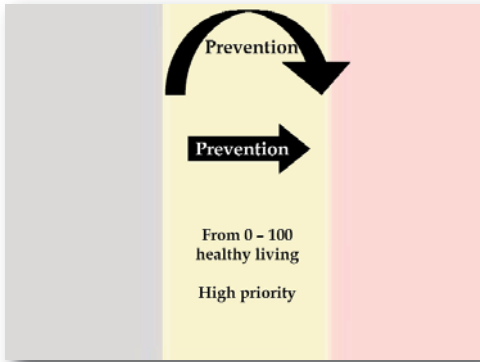 Prevention
Prevention
From 0 – 100
healthy living
High priority